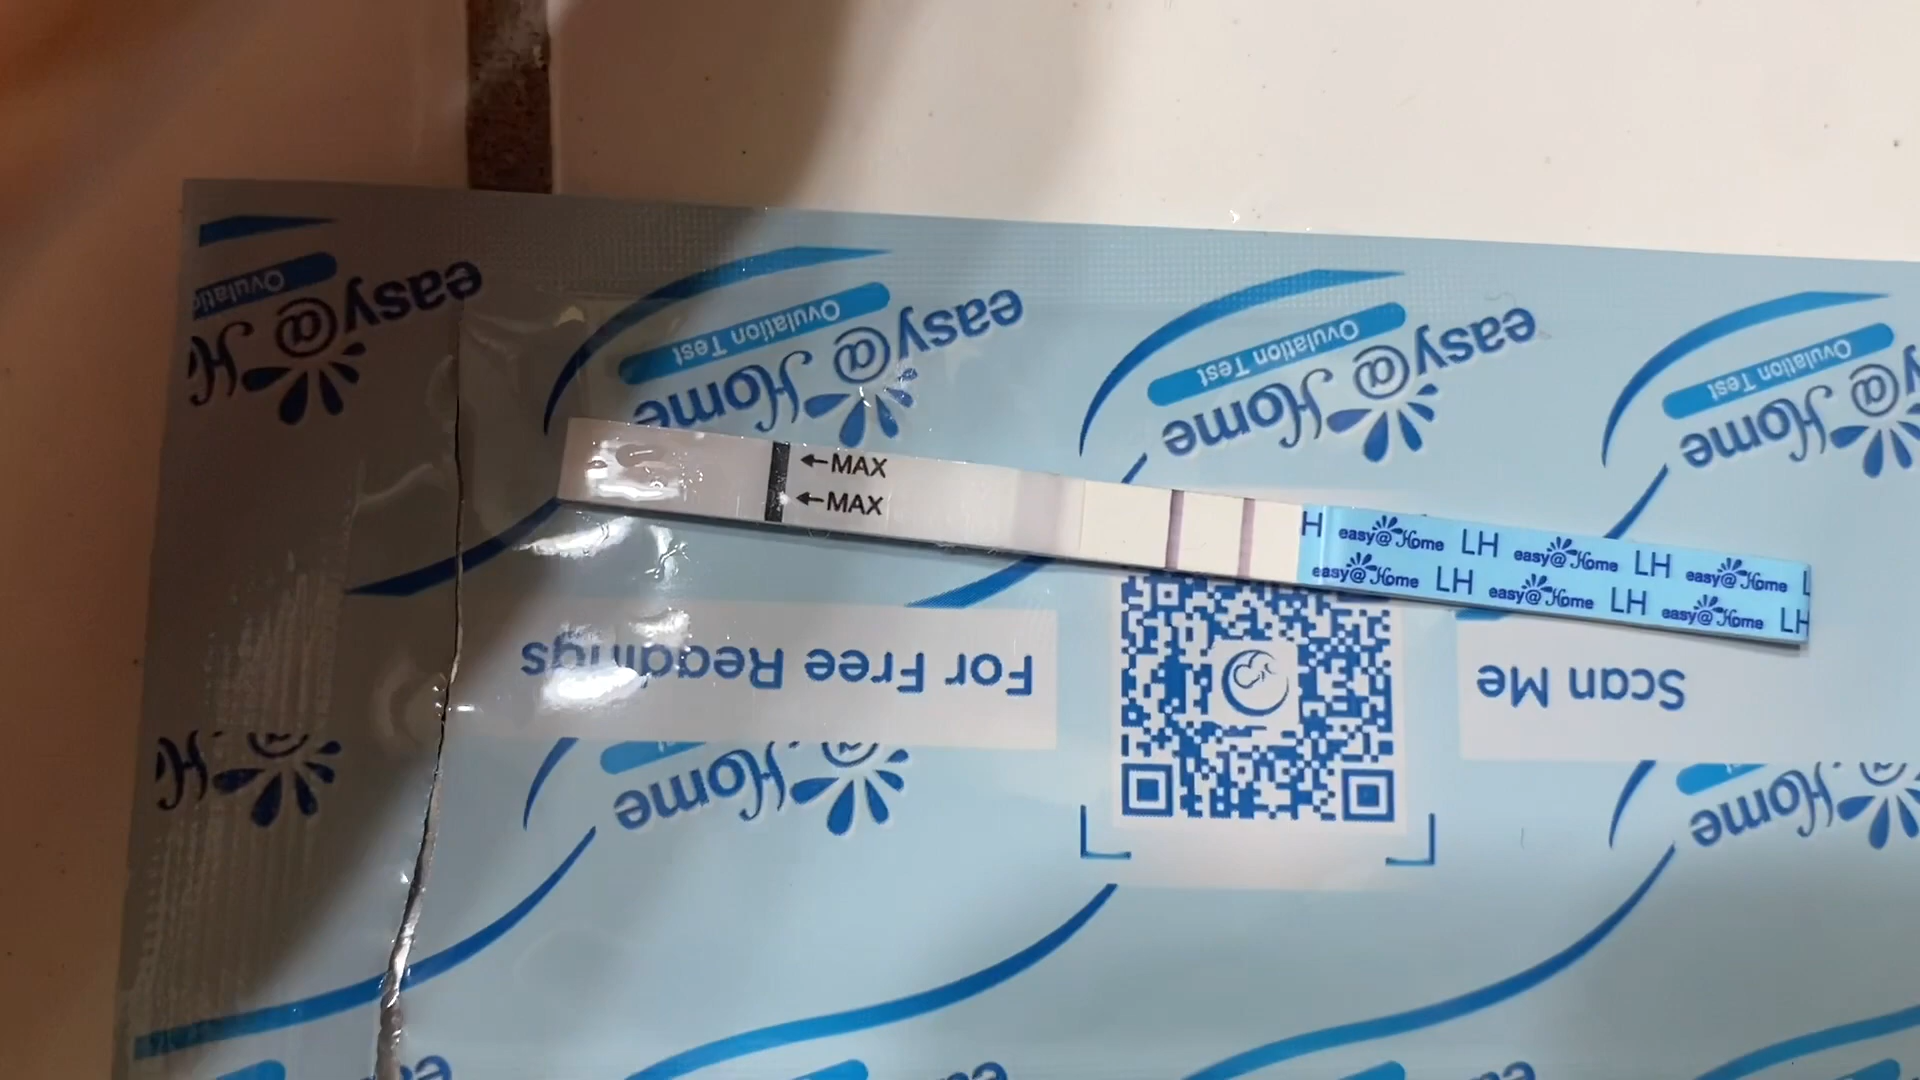 easy@Home
Ovulation Test
easy@Home
Ovulation Test
easy@Home
Ovulation Test
easy@H
Ovulatio
←MAX
←MAX
H easy@Home LH easy@Home LH easy@Home L
easy@Home LH easy@Home LH easy@Home LH
Scan Me
For Free Readings
Home
Home
H